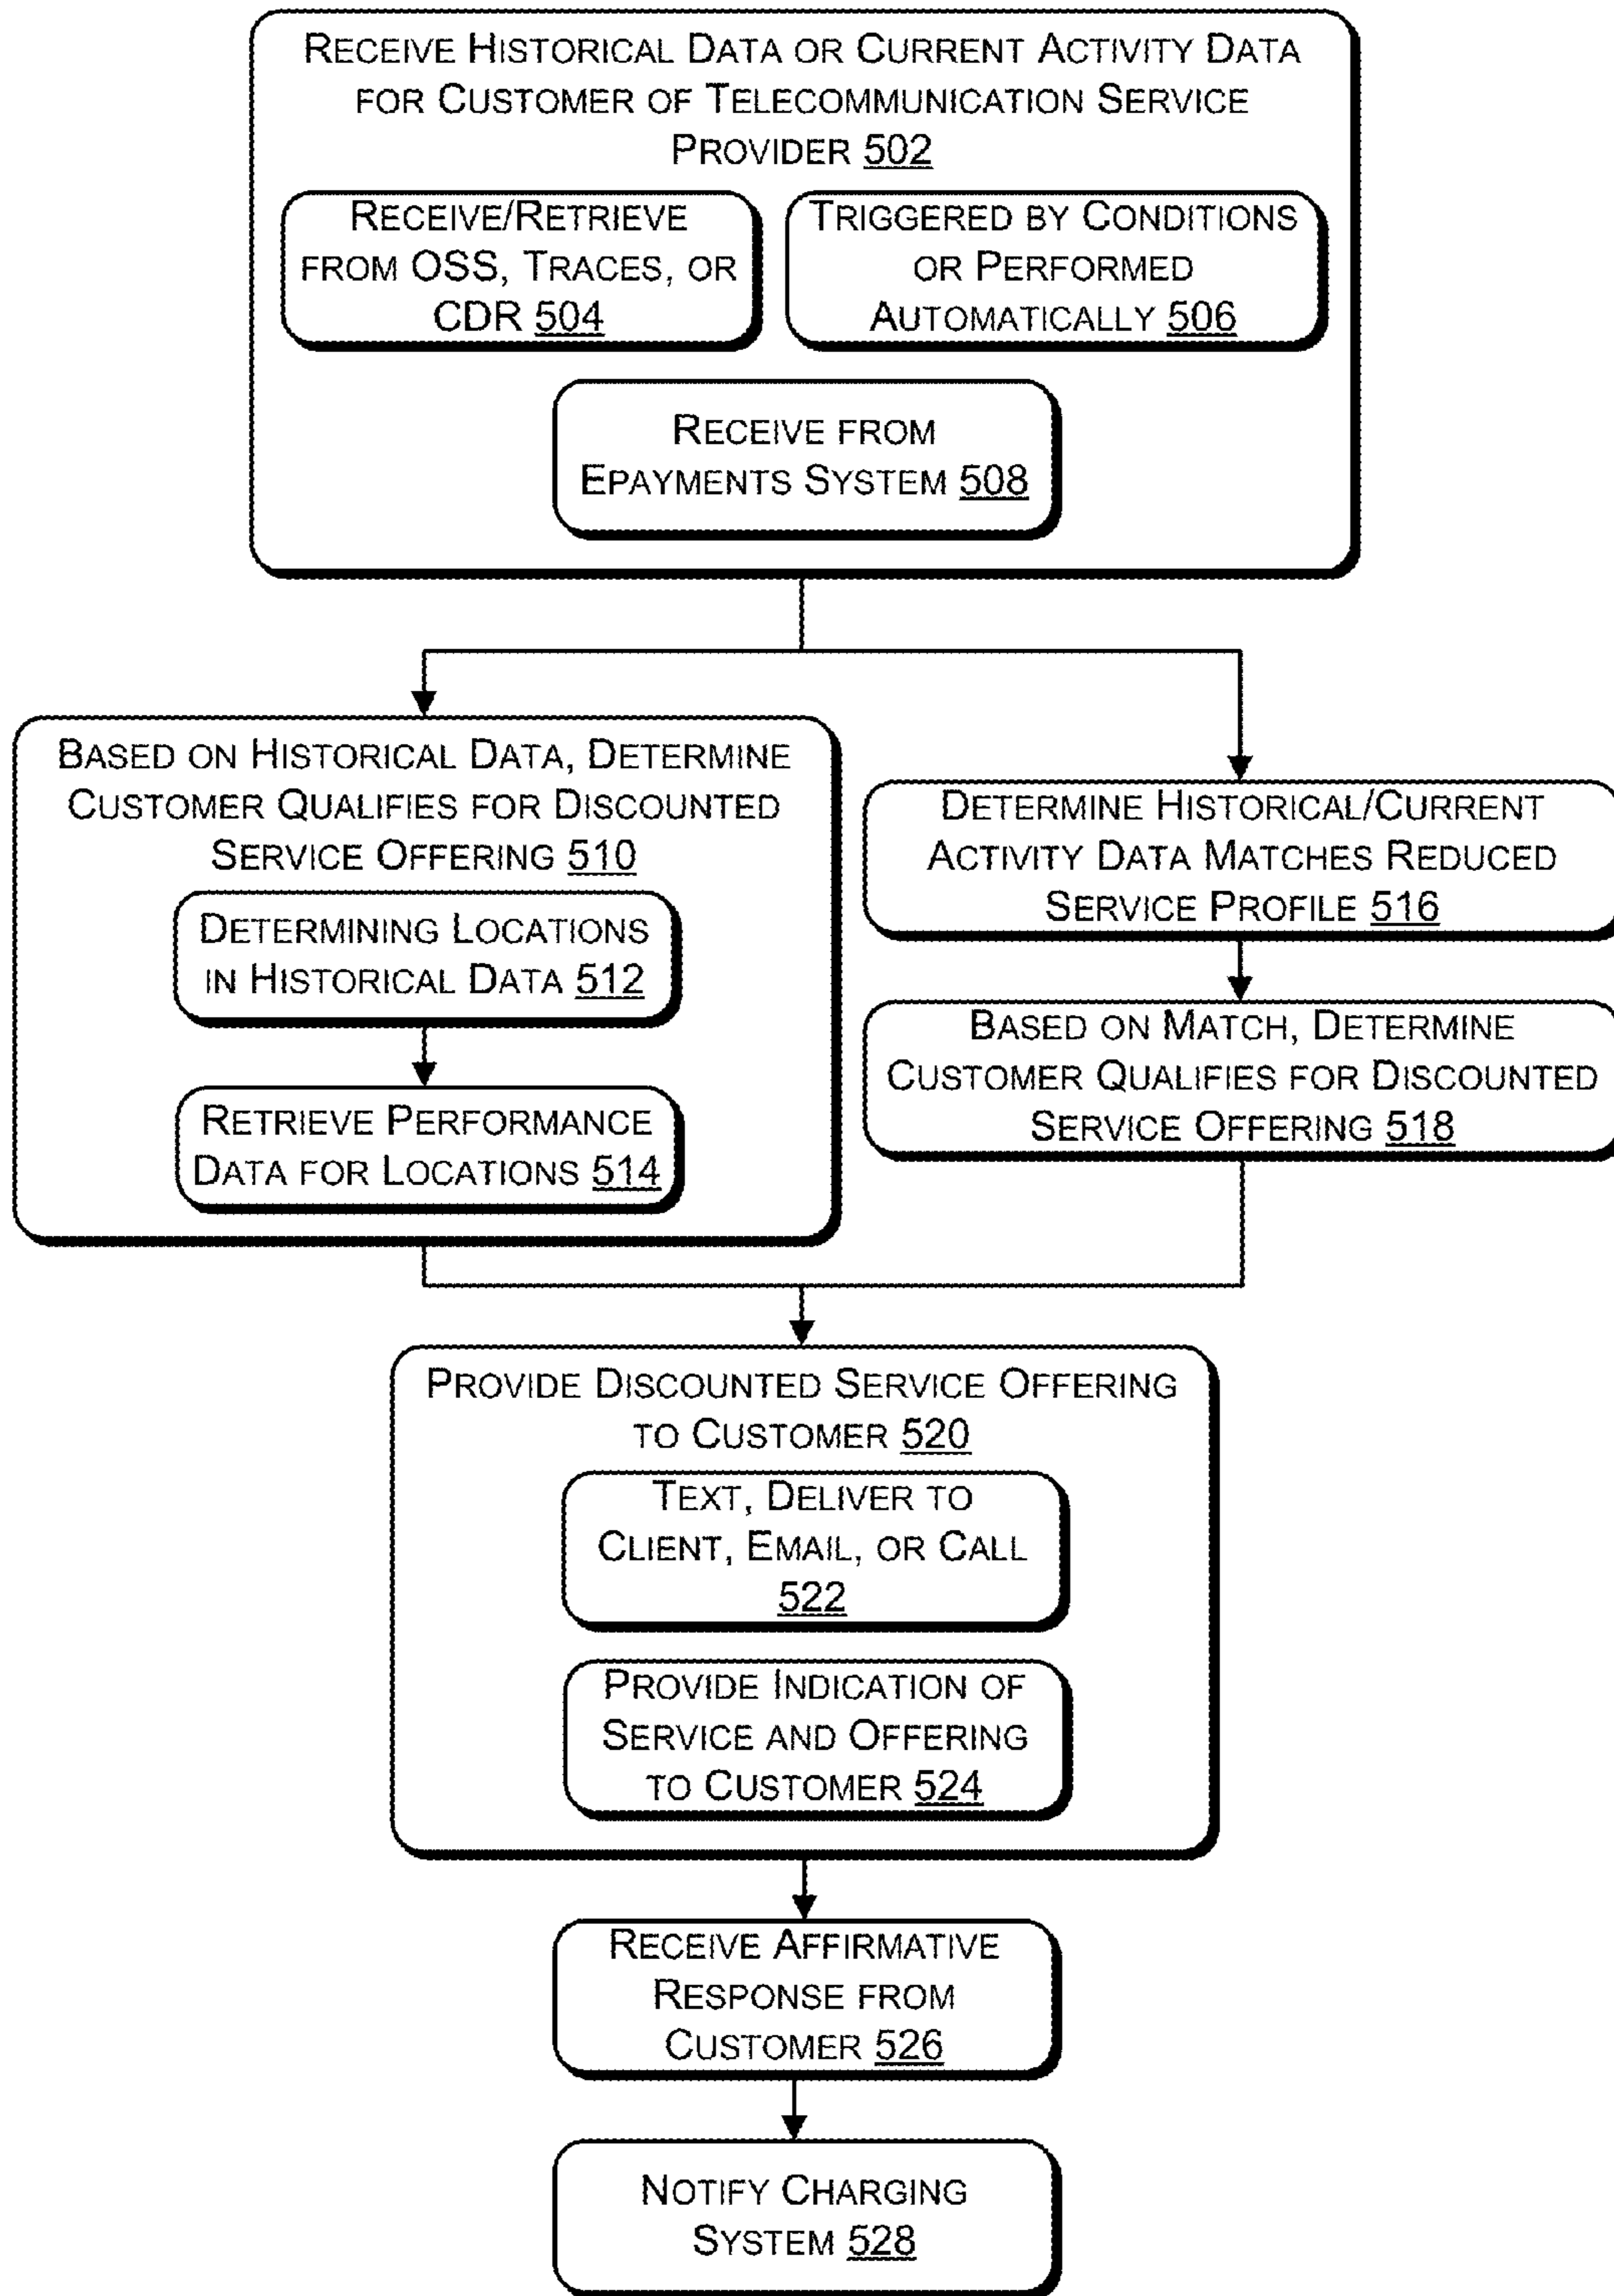 RECEIVE HISTORICAL DATA OR CURRENT ACTIVITY DATA
FOR CUSTOMER OF TELECOMMUNICATION SERVICE
PROVIDER 502
RECEIVE/RETRIEVE
FROM OSS, TRACES, OR
CDR 504
TRIGGERED BY CONDITIONS
OR PERFORMED
AUTOMATICALLY 506
RECEIVE FROM
EPAYMENTS SYSTEM 508
BASED ON HISTORICAL DATA, DETERMINE
CUSTOMER QUALIFIES FOR DISCOUNTED
SERVICE OFFERING 510
DETERMINING LOCATIONS
IN HISTORICAL DATA 512
RETRIEVE PERFORMANCE
DATA FOR LOCATIONS 514
DETERMINE HISTORICAL/CURRENT
ACTIVITY DATA MATCHES REDUCED
SERVICE PROFILE 516
BASED ON MATCH, DETERMINE
CUSTOMER QUALIFIES FOR DISCOUNTED
SERVICE OFFERING 518
PROVIDE DISCOUNTED SERVICE OFFERING
TO CUSTOMER 520
TEXT, DELIVER TO
CLIENT, EMAIL, OR CALL
522
PROVIDE INDICATION OF
SERVICE AND OFFERING
TO CUSTOMER 524
RECEIVE AFFIRMATIVE
RESPONSE FROM
CUSTOMER 526
NOTIFY CHARGING
SYSTEM 528